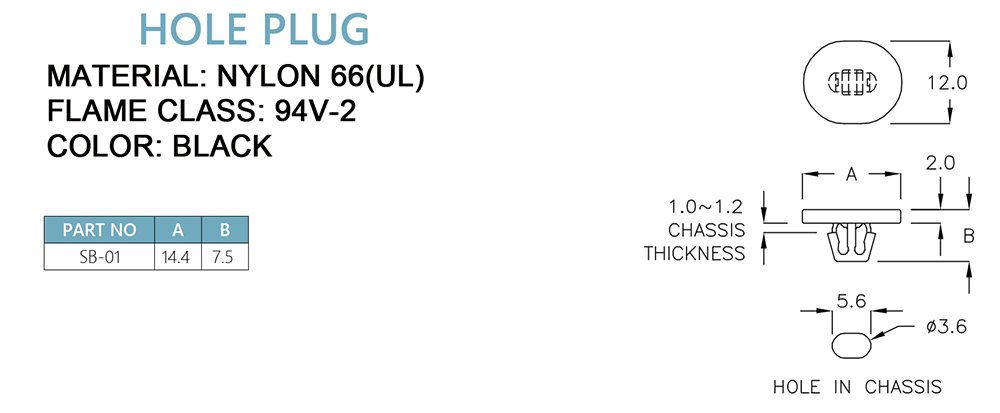 HOLE PLUG
MATERIAL: NYLON 66(UL)
FLAME CLASS: 94V-2
COLOR: BLACK
PART NO A B
SB-01 14.4 7.5
12.0
A
2.0
1.0~1.2
CHASSIS
THICKNESS
B
5.6
ø3.6
HOLE IN CHASSIS